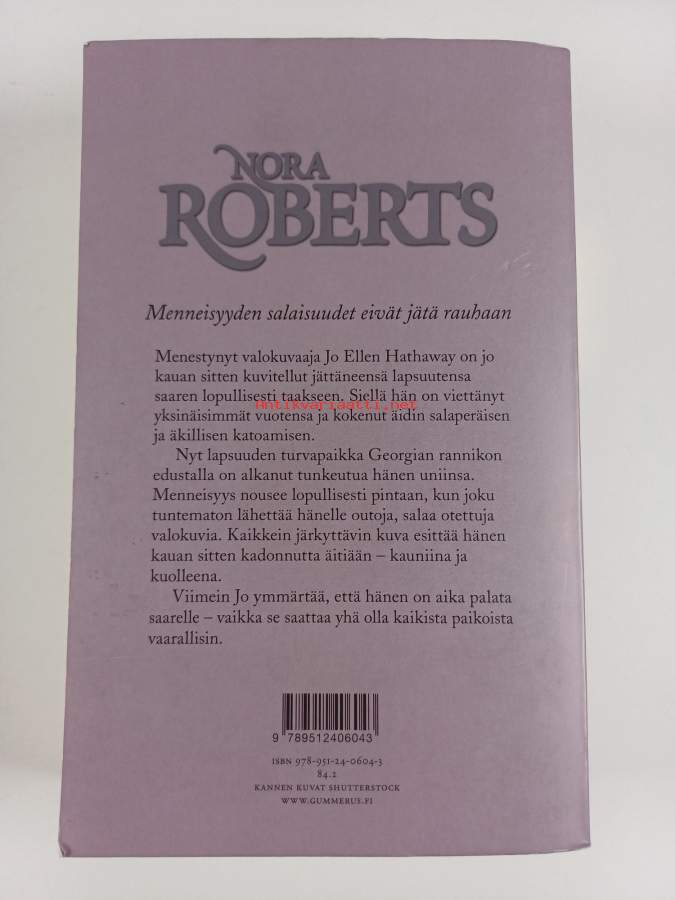 NORA
ROBERTS
Menneisyyden salaisuudet eivät jätä rauhaan
Menestynyt valokuvaaja Jo Ellen Hathaway on jo
kauan sitten kuvitellut jättäneensä lapsuutensa
saaren lopullisesti taakseen. Siellä hän on viettänyt
Antikvariaatti.net
yksinäisimmät vuotensa ja kokenut äidin salaperäisen
ja äkillisen katoamisen.
Nyt lapsuuden turvapaikka Georgian rannikon
edustalla on alkanut tunkeutua hänen uniinsa.
Menneisyys nousee lopullisesti pintaan, kun joku
tuntematon lähettää hänelle outoja, salaa otettuja
valokuvia. Kaikkein järkyttävin kuva esittää hänen
kauan sitten kadonnutta äitiään – kauniina ja
kuolleena.
Viimein Jo ymmärtää, että hänen on aika palata
saarelle – vaikka se saattaa yhä olla kaikista paikoista
vaarallisin.
9 789512406043
ISBN 978-951-24-0604-3
84.2
KANNEN KUVAT SHUTTERSTOCK
WWW.GUMMERUS.FI